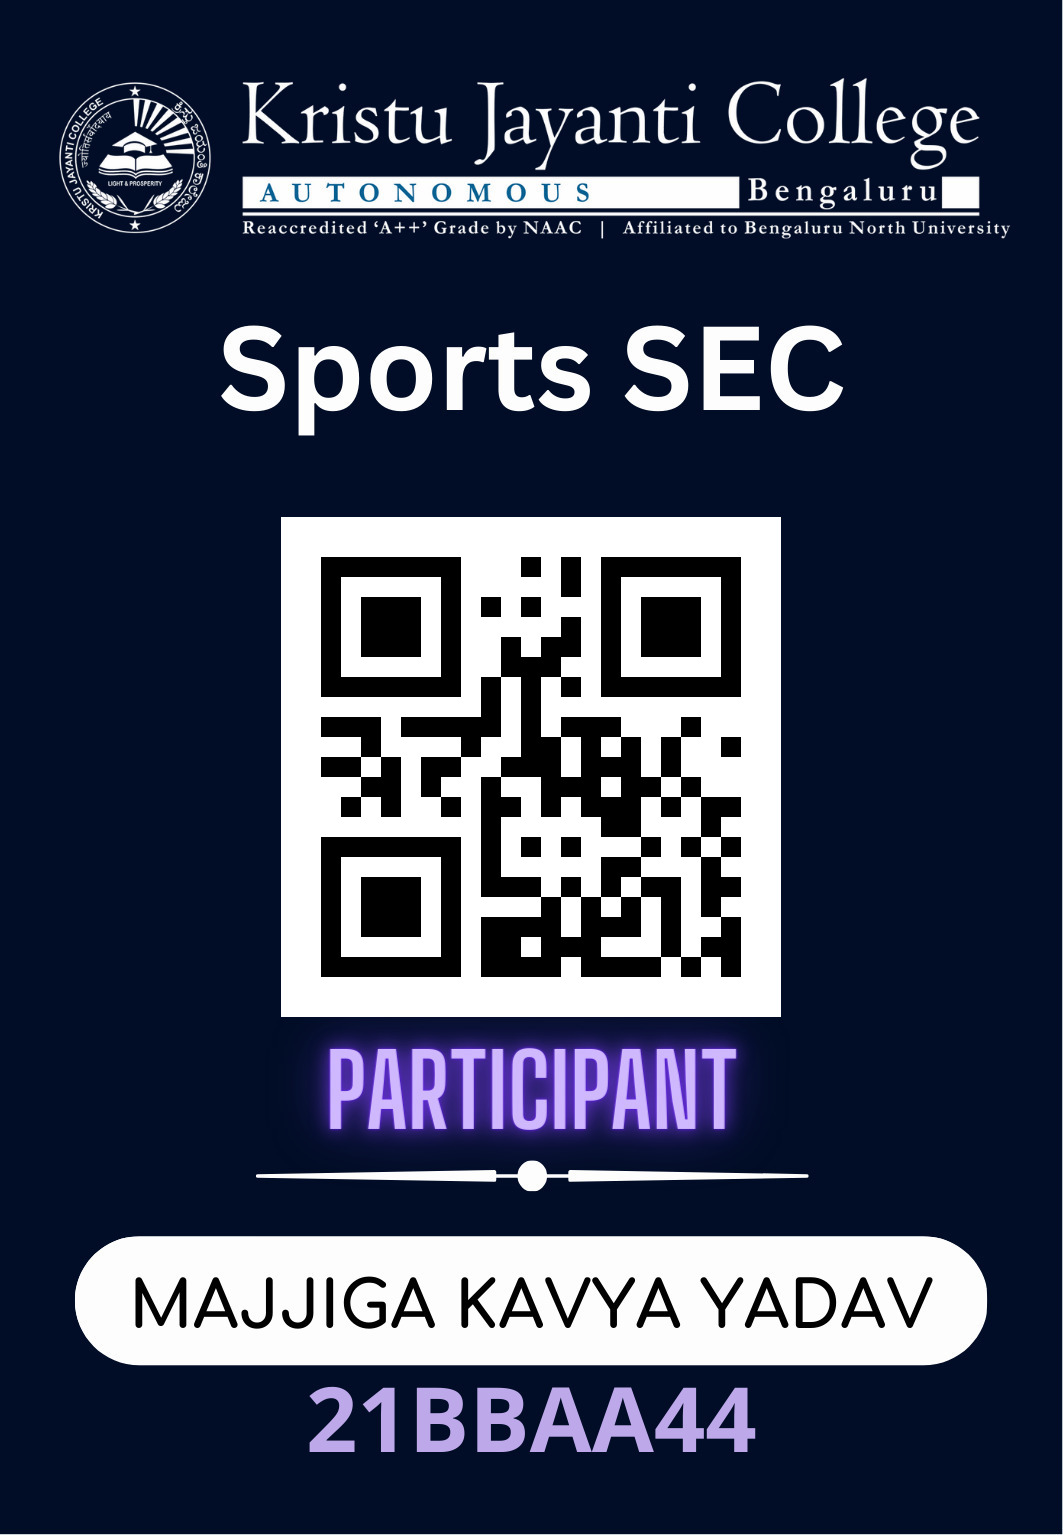 Kristu Jayanti College
AUTONOMOUS Bengaluru
Reaccredited ‘A++’ Grade by NAAC | Affiliated to Bengaluru North University
KRISTU JAYANTI COLLEGE
LIGHT & PROSPERITY
Sports SEC
PARTICIPANT
MAJJIGA KAVYA YADAV
21BBAA44